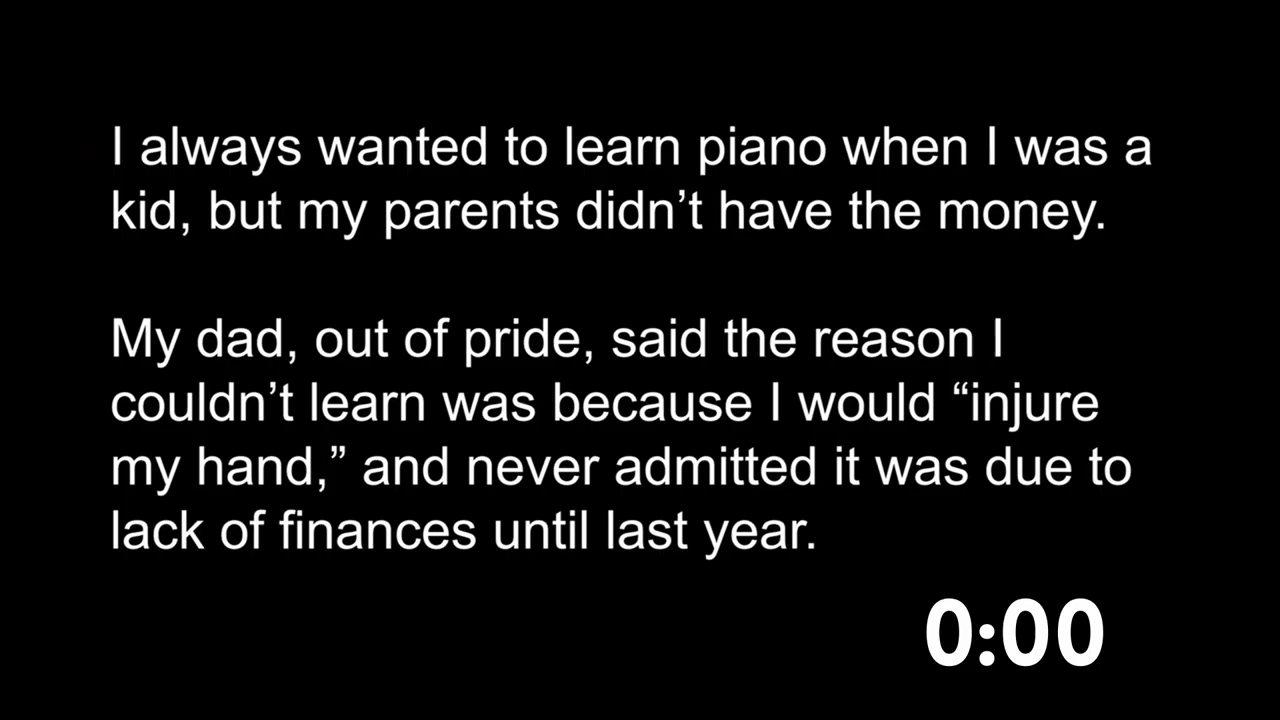 I always wanted to learn piano when I was a
kid, but my parents didn’t have the money.
My dad, out of pride, said the reason I
couldn’t learn was because I would “injure
my hand,” and never admitted it was due to
lack of finances until last year.
0:00